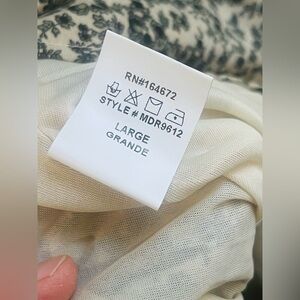 RN#164672
STYLE # MDR9612
LARGE
GRANDE